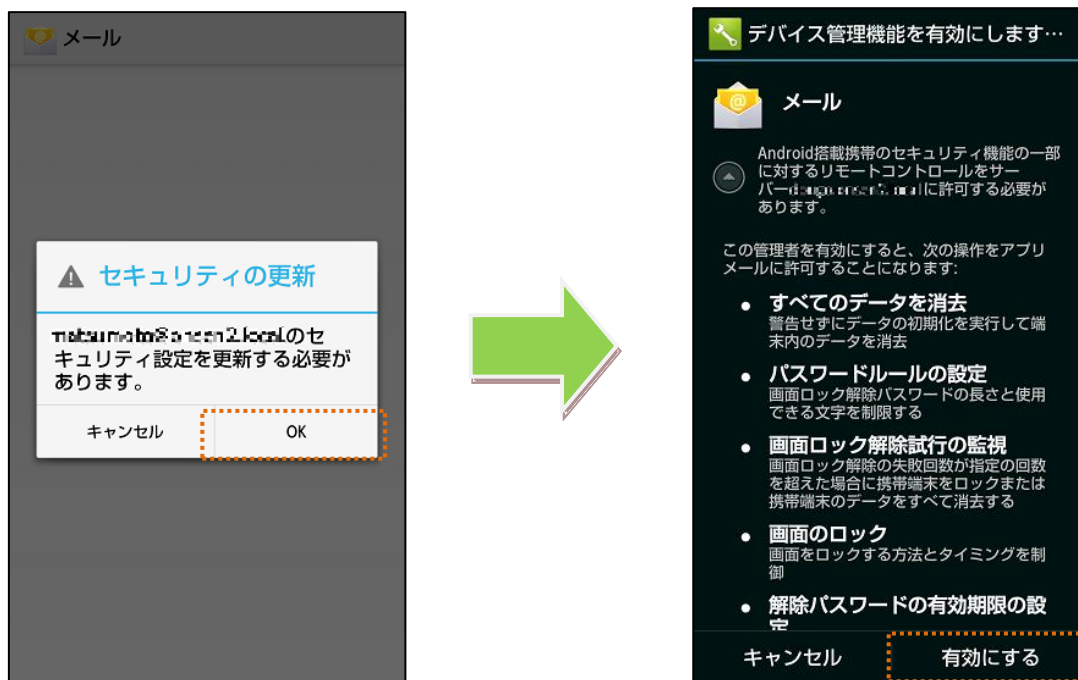 メール
セキュリティの更新
のセ
キュリティ設定を更新する必要が
あります。
キャンセル
OK
デバイス管理機能を有効にします…
メール
Android搭載携帯のセキュリティ機能の一部
に対するリモートコントロールをサー
バー に許可する必要が
あります。
この管理者を有効にすると、次の操作をアプリ
メールに許可することになります:
• すべてのデータを消去
警告せずにデータの初期化を実行して端
末内のデータを消去
• パスワードルールの設定
画面ロック解除パスワードの長さと使用
できる文字を制限する
• 画面ロック解除試行の監視
画面ロック解除の失敗回数が指定の回数
を超えた場合に携帯端末をロックまたは
携帯端末のデータをすべて消去する
• 画面のロック
画面をロックする方法とタイミングを制
御
• 解除パスワードの有効期限の設
定
キャンセル
有効にする